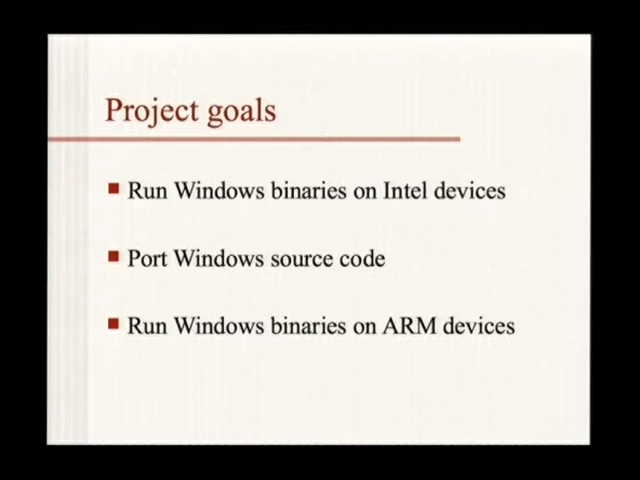 Project goals
Run Windows binaries on Intel devices
Port Windows source code
Run Windows binaries on ARM devices